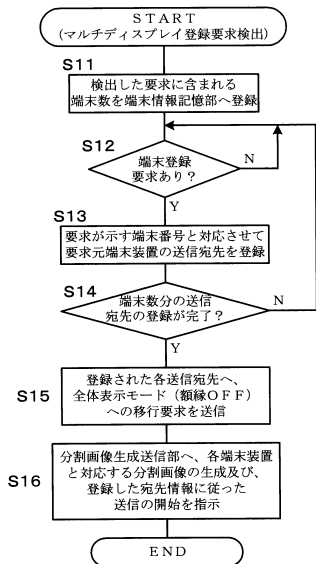 START
(マルチディスプレイ登録要求検出)
S11
検出した要求に含まれる
端末数を端末情報記憶部へ登録
S12
端末登録
要求あり？
N
Y
S13
要求が示す端末番号と対応させて
要求元端末装置の送信宛先を登録
S14
端末数分の送信
宛先の登録が完了？
N
Y
S15
登録された各送信宛先へ、
全体表示モード（額縁OFF）
への移行要求を送信
S16
分割画像生成送信部へ、各端末装置
と対応する分割画像の生成及び、
登録した宛先情報に従った
送信の開始を指示
END